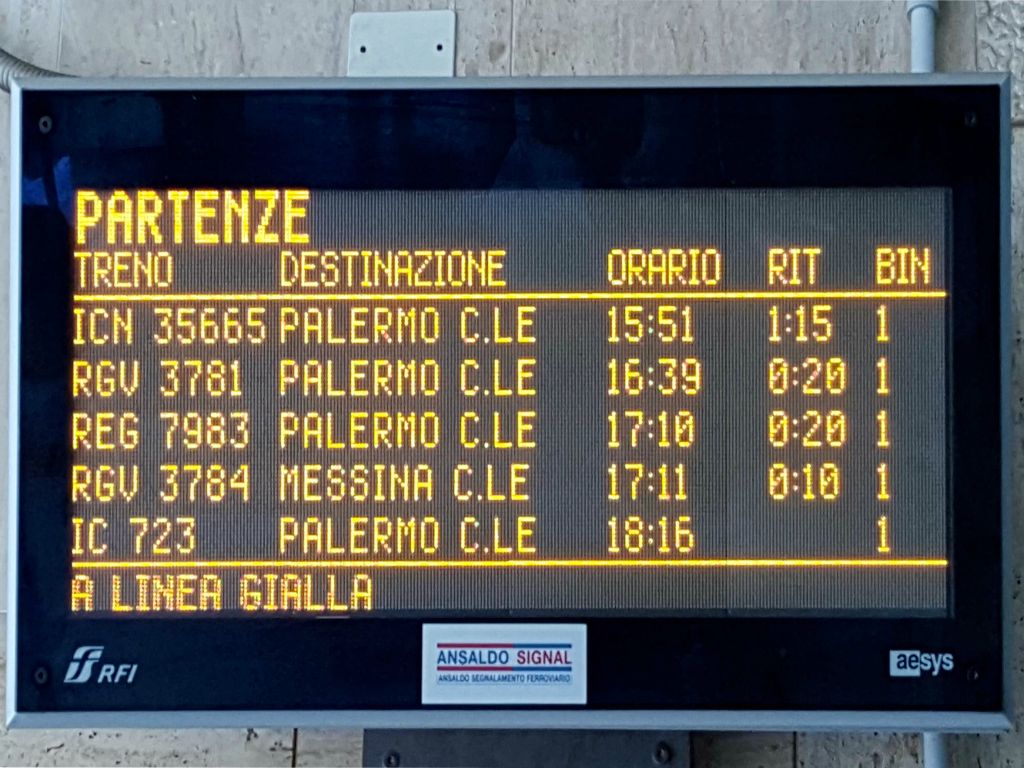 PARTENZE
TRENO DESTINAZIONE ORARIO RIT BIN
ICN 35665 PALERMO C.LE 15:51 1:15 1
RGV 3781 PALERMO C.LE 16:39 0:20 1
REG 7983 PALERMO C.LE 17:10 0:20 1
RGV 3784 MESSINA C.LE 17:11 0:10 1
IC 723 PALERMO C.LE 18:16 1
A LINEA GIALLA
RFI
ANSALDO SIGNAL
ANSALDO SEGNALAMENTO FERROVIARIO
aesys